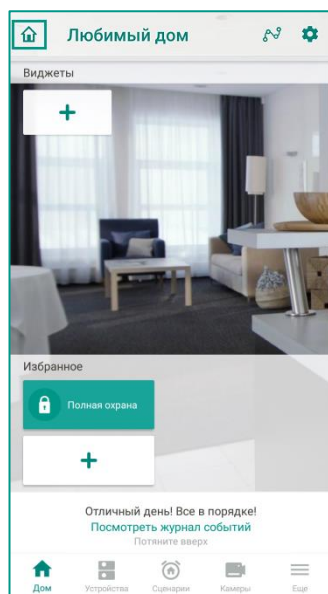 Любимый дом
Виджеты
Избранное
Полная охрана
Отличный день! Все в порядке!
Посмотреть журнал событий
Потяните вверх
Дом Устройства Сценарии Камеры Еще